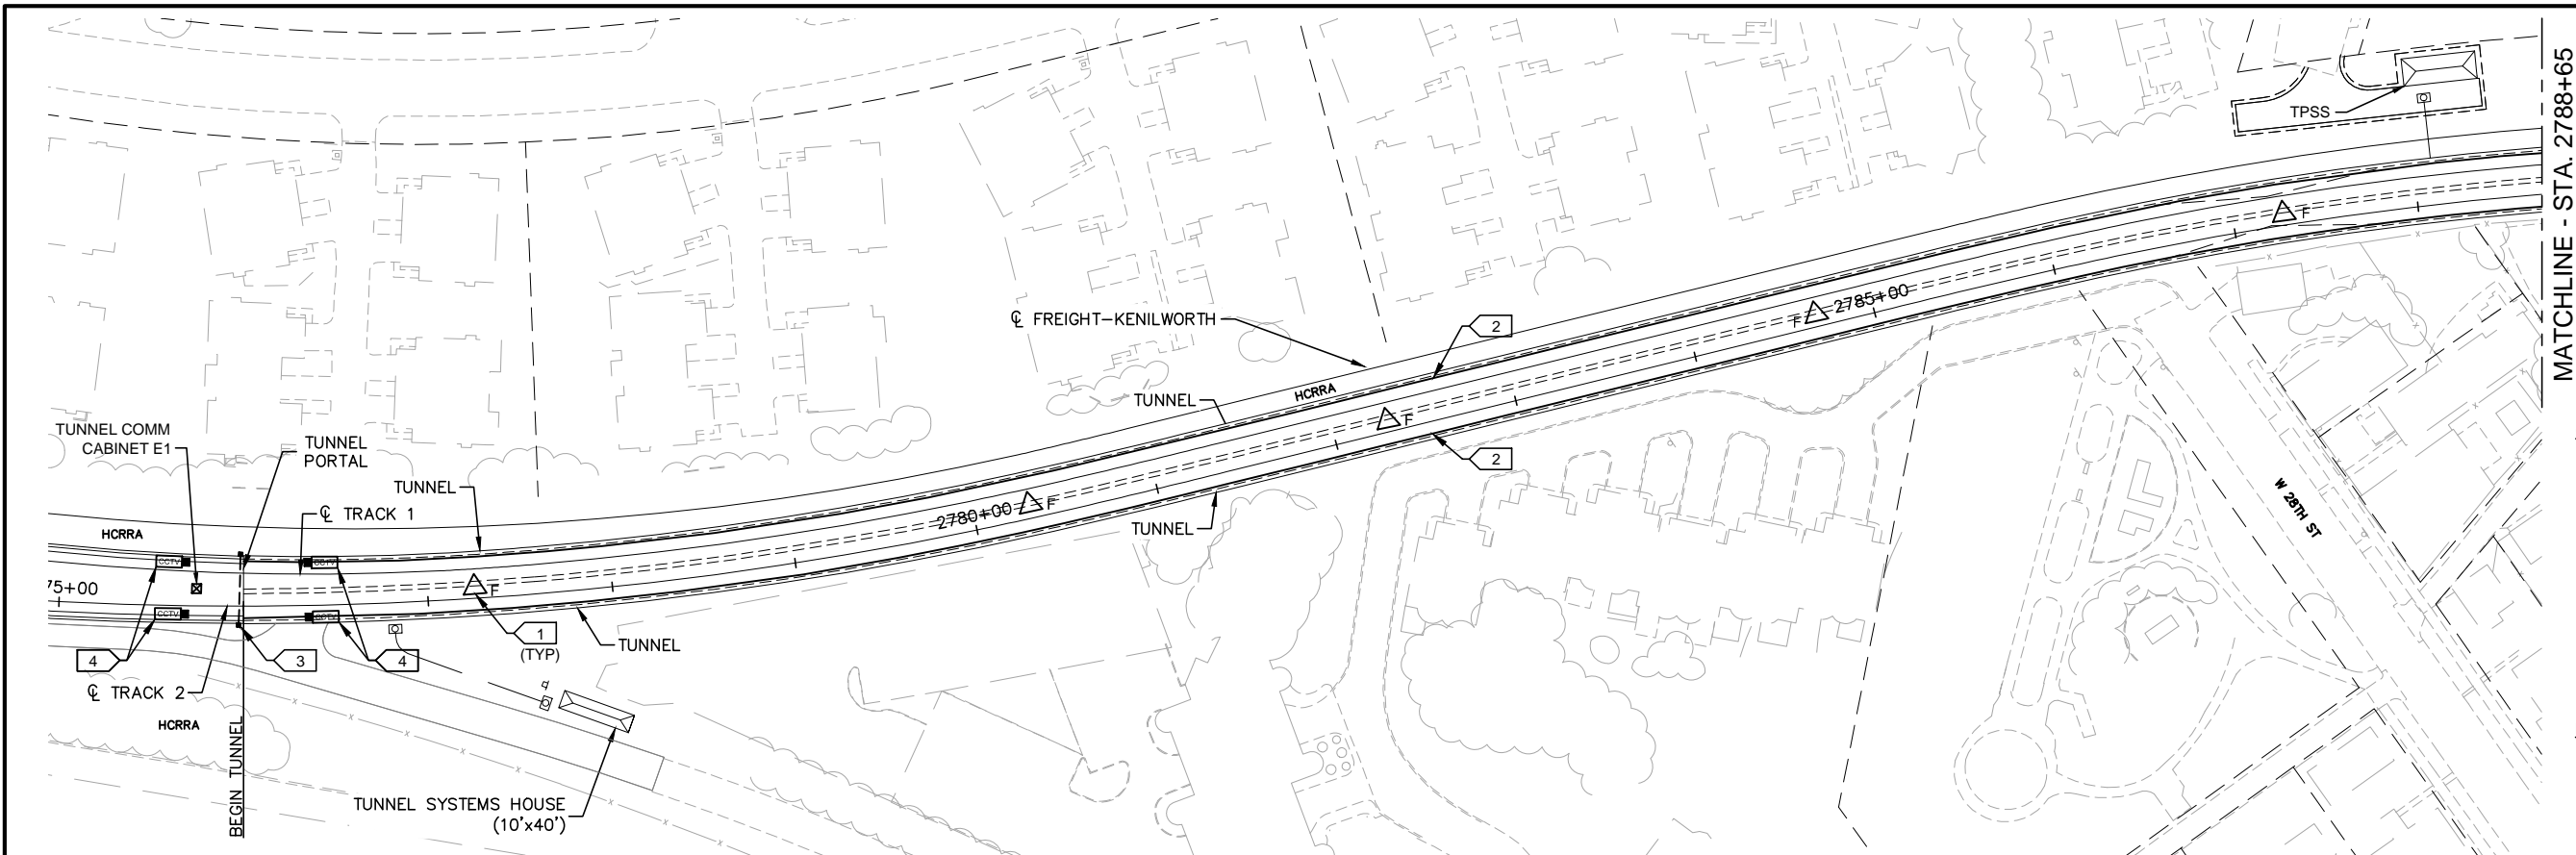 MATCHLINE - STA. 2788+65
TPSS
F
F
2785+00
℄ FREIGHT-KENILWORTH
2
HCRRA
TUNNEL
F
2
TUNNEL COMM
CABINET E1
TUNNEL
PORTAL
TUNNEL
℄ TRACK 1
2780+00
F
TUNNEL
W 28TH ST
HCRRA
CCTV
CCTV
75+00
F
CCTV
CCTV
1
(TYP)
TUNNEL
4
3
4
℄ TRACK 2
HCRRA
BEGIN TUNNEL
TUNNEL SYSTEMS HOUSE
(10'x40')